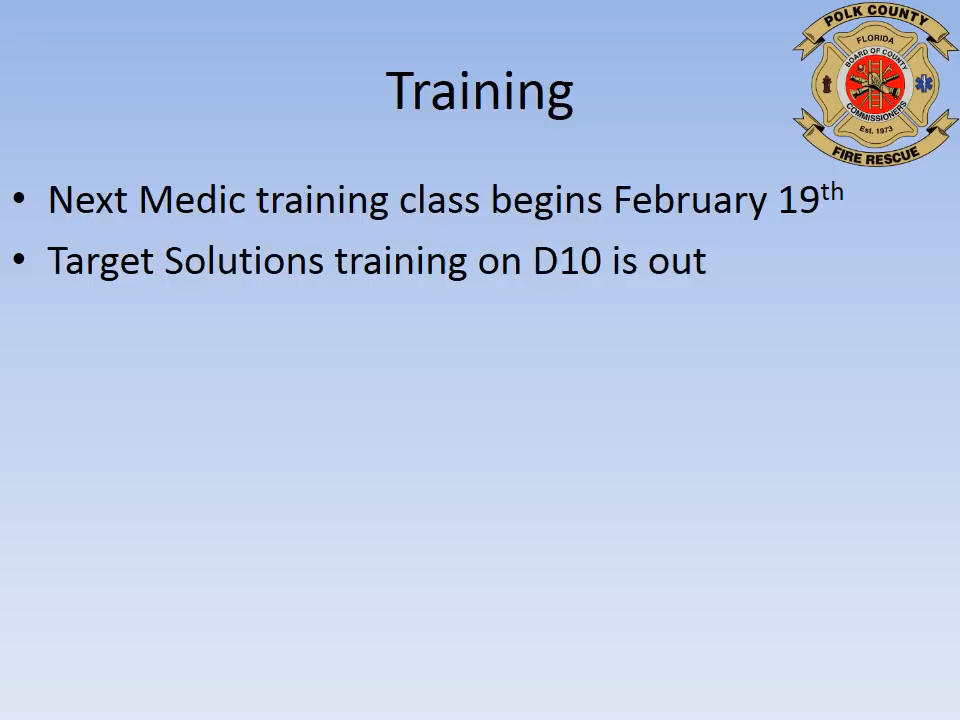 POLK COUNTY
FLORIDA
BOARD OF COUNTY
COMMISSIONERS
Est. 1973
FIRE RESCUE
Training
• Next Medic training class begins February 19th
• Target Solutions training on D10 is out